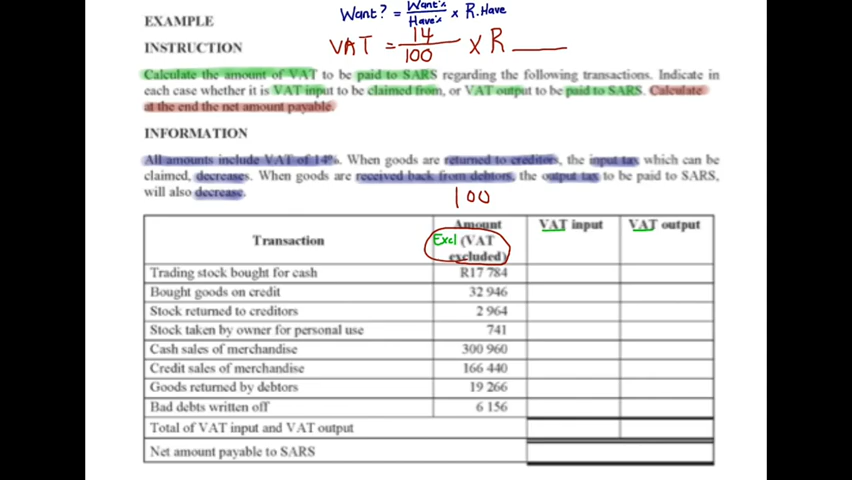 Want? = Want's / Have's x R.Have
EXAMPLE
VAT = 14 / 100 x R ____
INSTRUCTION
Calculate the amount of VAT to be paid to SARS regarding the following transactions. Indicate in
each case whether it is VAT input to be claimed from, or VAT output to be paid to SARS. Calculate
at the end the net amount payable.
INFORMATION
All amounts include VAT of 14%. When goods are returned to creditors, the input tax which can be
claimed, decreases. When goods are received back from debtors, the output tax to be paid to SARS,
will also decrease.
100
Transaction Amount Excl (VAT excluded) VAT input VAT output
Trading stock bought for cash R17 784
Bought goods on credit 32 946
Stock returned to creditors 2 964
Stock taken by owner for personal use 741
Cash sales of merchandise 300 960
Credit sales of merchandise 166 440
Goods returned by debtors 19 266
Bad debts written off 6 156
Total of VAT input and VAT output
Net amount payable to SARS